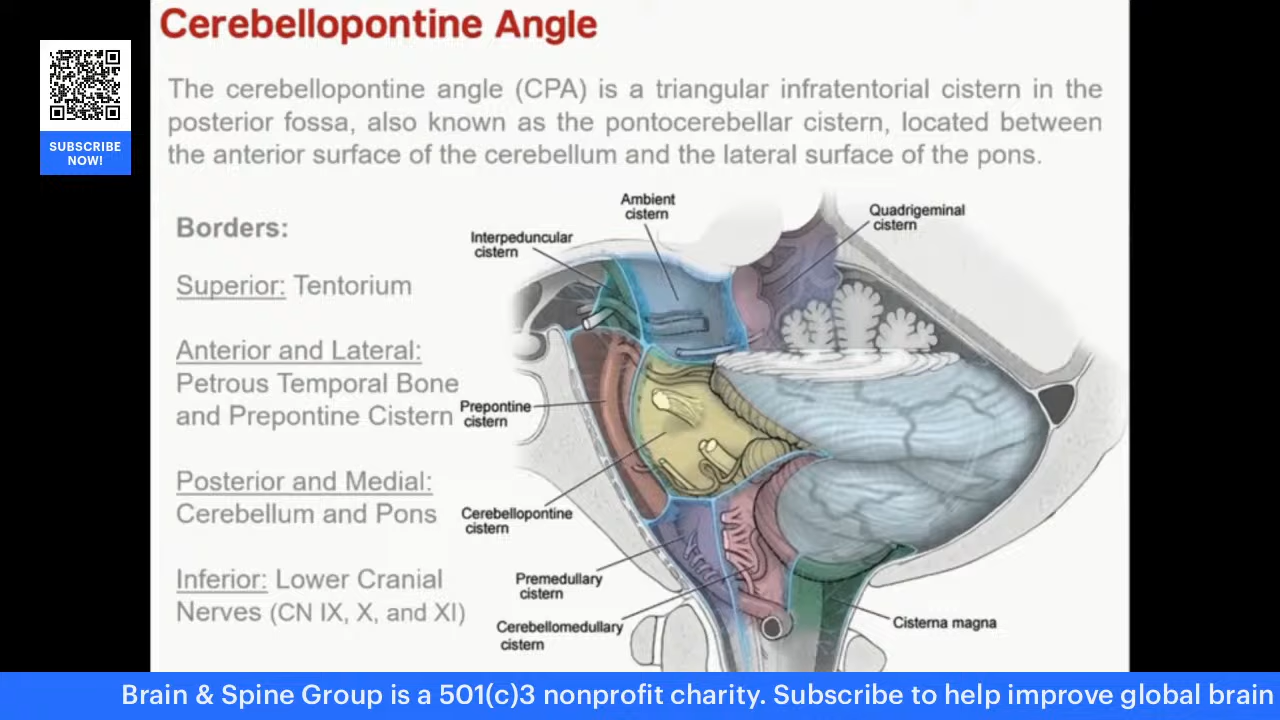 Cerebellopontine Angle
SUBSCRIBE
NOW!
The cerebellopontine angle (CPA) is a triangular infratentorial cistern in the
posterior fossa, also known as the pontocerebellar cistern, located between
the anterior surface of the cerebellum and the lateral surface of the pons.
Borders:
Superior: Tentorium
Anterior and Lateral:
Petrous Temporal Bone
and Prepontine Cistern
Posterior and Medial:
Cerebellum and Pons
Inferior: Lower Cranial
Nerves (CN IX, X, and XI)
Ambient
cistern
Quadrigeminal
cistern
Interpeduncular
cistern
Prepontine
cistern
Cerebellopontine
cistern
Premedullary
cistern
Cerebellomedullary
cistern
Cisterna magna
Brain & Spine Group is a 501(c)3 nonprofit charity. Subscribe to help improve global brain